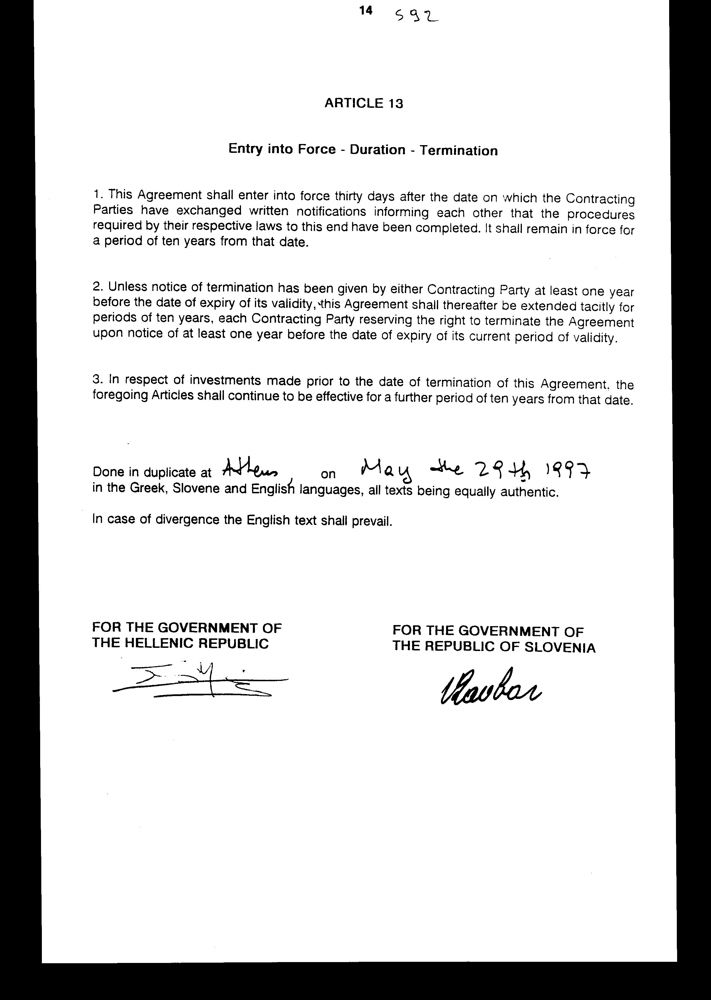 14 592
ARTICLE 13
Entry into Force - Duration - Termination
1. This Agreement shall enter into force thirty days after the date on which the Contracting
Parties have exchanged written notifications informing each other that the procedures
required by their respective laws to this end have been completed. It shall remain in force for
a period of ten years from that date.
2. Unless notice of termination has been given by either Contracting Party at least one year
before the date of expiry of its validity, this Agreement shall thereafter be extended tacitly for
periods of ten years, each Contracting Party reserving the right to terminate the Agreement
upon notice of at least one year before the date of expiry of its current period of validity.
3. In respect of investments made prior to the date of termination of this Agreement, the
foregoing Articles shall continue to be effective for a further period of ten years from that date.
Done in duplicate at Athens, on May the 29th 1997
in the Greek, Slovene and English languages, all texts being equally authentic.
In case of divergence the English text shall prevail.
FOR THE GOVERNMENT OF
THE HELLENIC REPUBLIC
FOR THE GOVERNMENT OF
THE REPUBLIC OF SLOVENIA